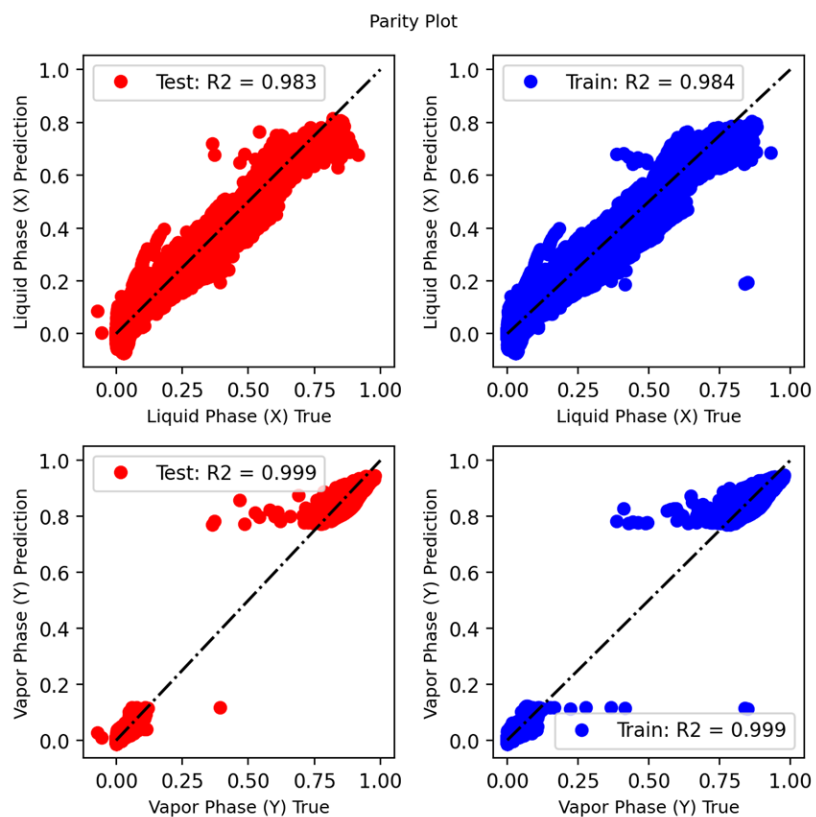 Parity Plot
Test: R2 = 0.983
Liquid Phase (X) Prediction
1.0
0.8
0.6
0.4
0.2
0.0
0.00 0.25 0.50 0.75 1.00
Liquid Phase (X) True
Train: R2 = 0.984
Liquid Phase (X) Prediction
1.0
0.8
0.6
0.4
0.2
0.0
0.00 0.25 0.50 0.75 1.00
Liquid Phase (X) True
Test: R2 = 0.999
Vapor Phase (Y) Prediction
1.0
0.8
0.6
0.4
0.2
0.0
0.00 0.25 0.50 0.75 1.00
Vapor Phase (Y) True
Vapor Phase (Y) Prediction
1.0
0.8
0.6
0.4
0.2
0.0
Train: R2 = 0.999
0.00 0.25 0.50 0.75 1.00
Vapor Phase (Y) True